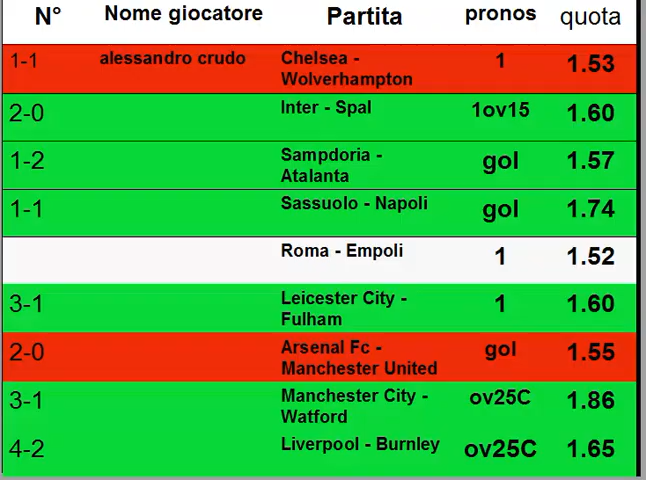 N° Nome giocatore Partita pronos quota
1-1 alessandro crudo Chelsea - 1 1.53
Wolverhampton
2-0 Inter - Spal 1ov15 1.60
1-2 Sampdoria - gol 1.57
Atalanta
1-1 Sassuolo - Napoli gol 1.74
Roma - Empoli 1 1.52
3-1 Leicester City - 1 1.60
Fulham
2-0 Arsenal Fc - gol 1.55
Manchester United
3-1 Manchester City - ov25C 1.86
Watford
4-2 Liverpool - Burnley ov25C 1.65